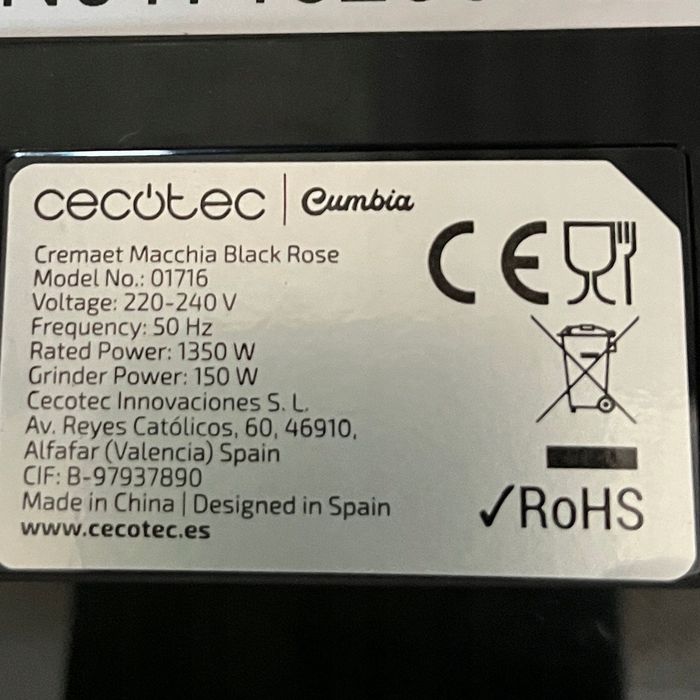 cecotec | Cumbia
Cremaet Macchia Black Rose
Model No.: 01716
Voltage: 220-240 V
Frequency: 50 Hz
Rated Power: 1350 W
Grinder Power: 150 W
Cecotec Innovaciones S. L.
Av. Reyes Católicos, 60, 46910,
Alfafar (Valencia) Spain
CIF: B-97937890
Made in China | Designed in Spain
www.cecotec.es
CE
✓RoHS